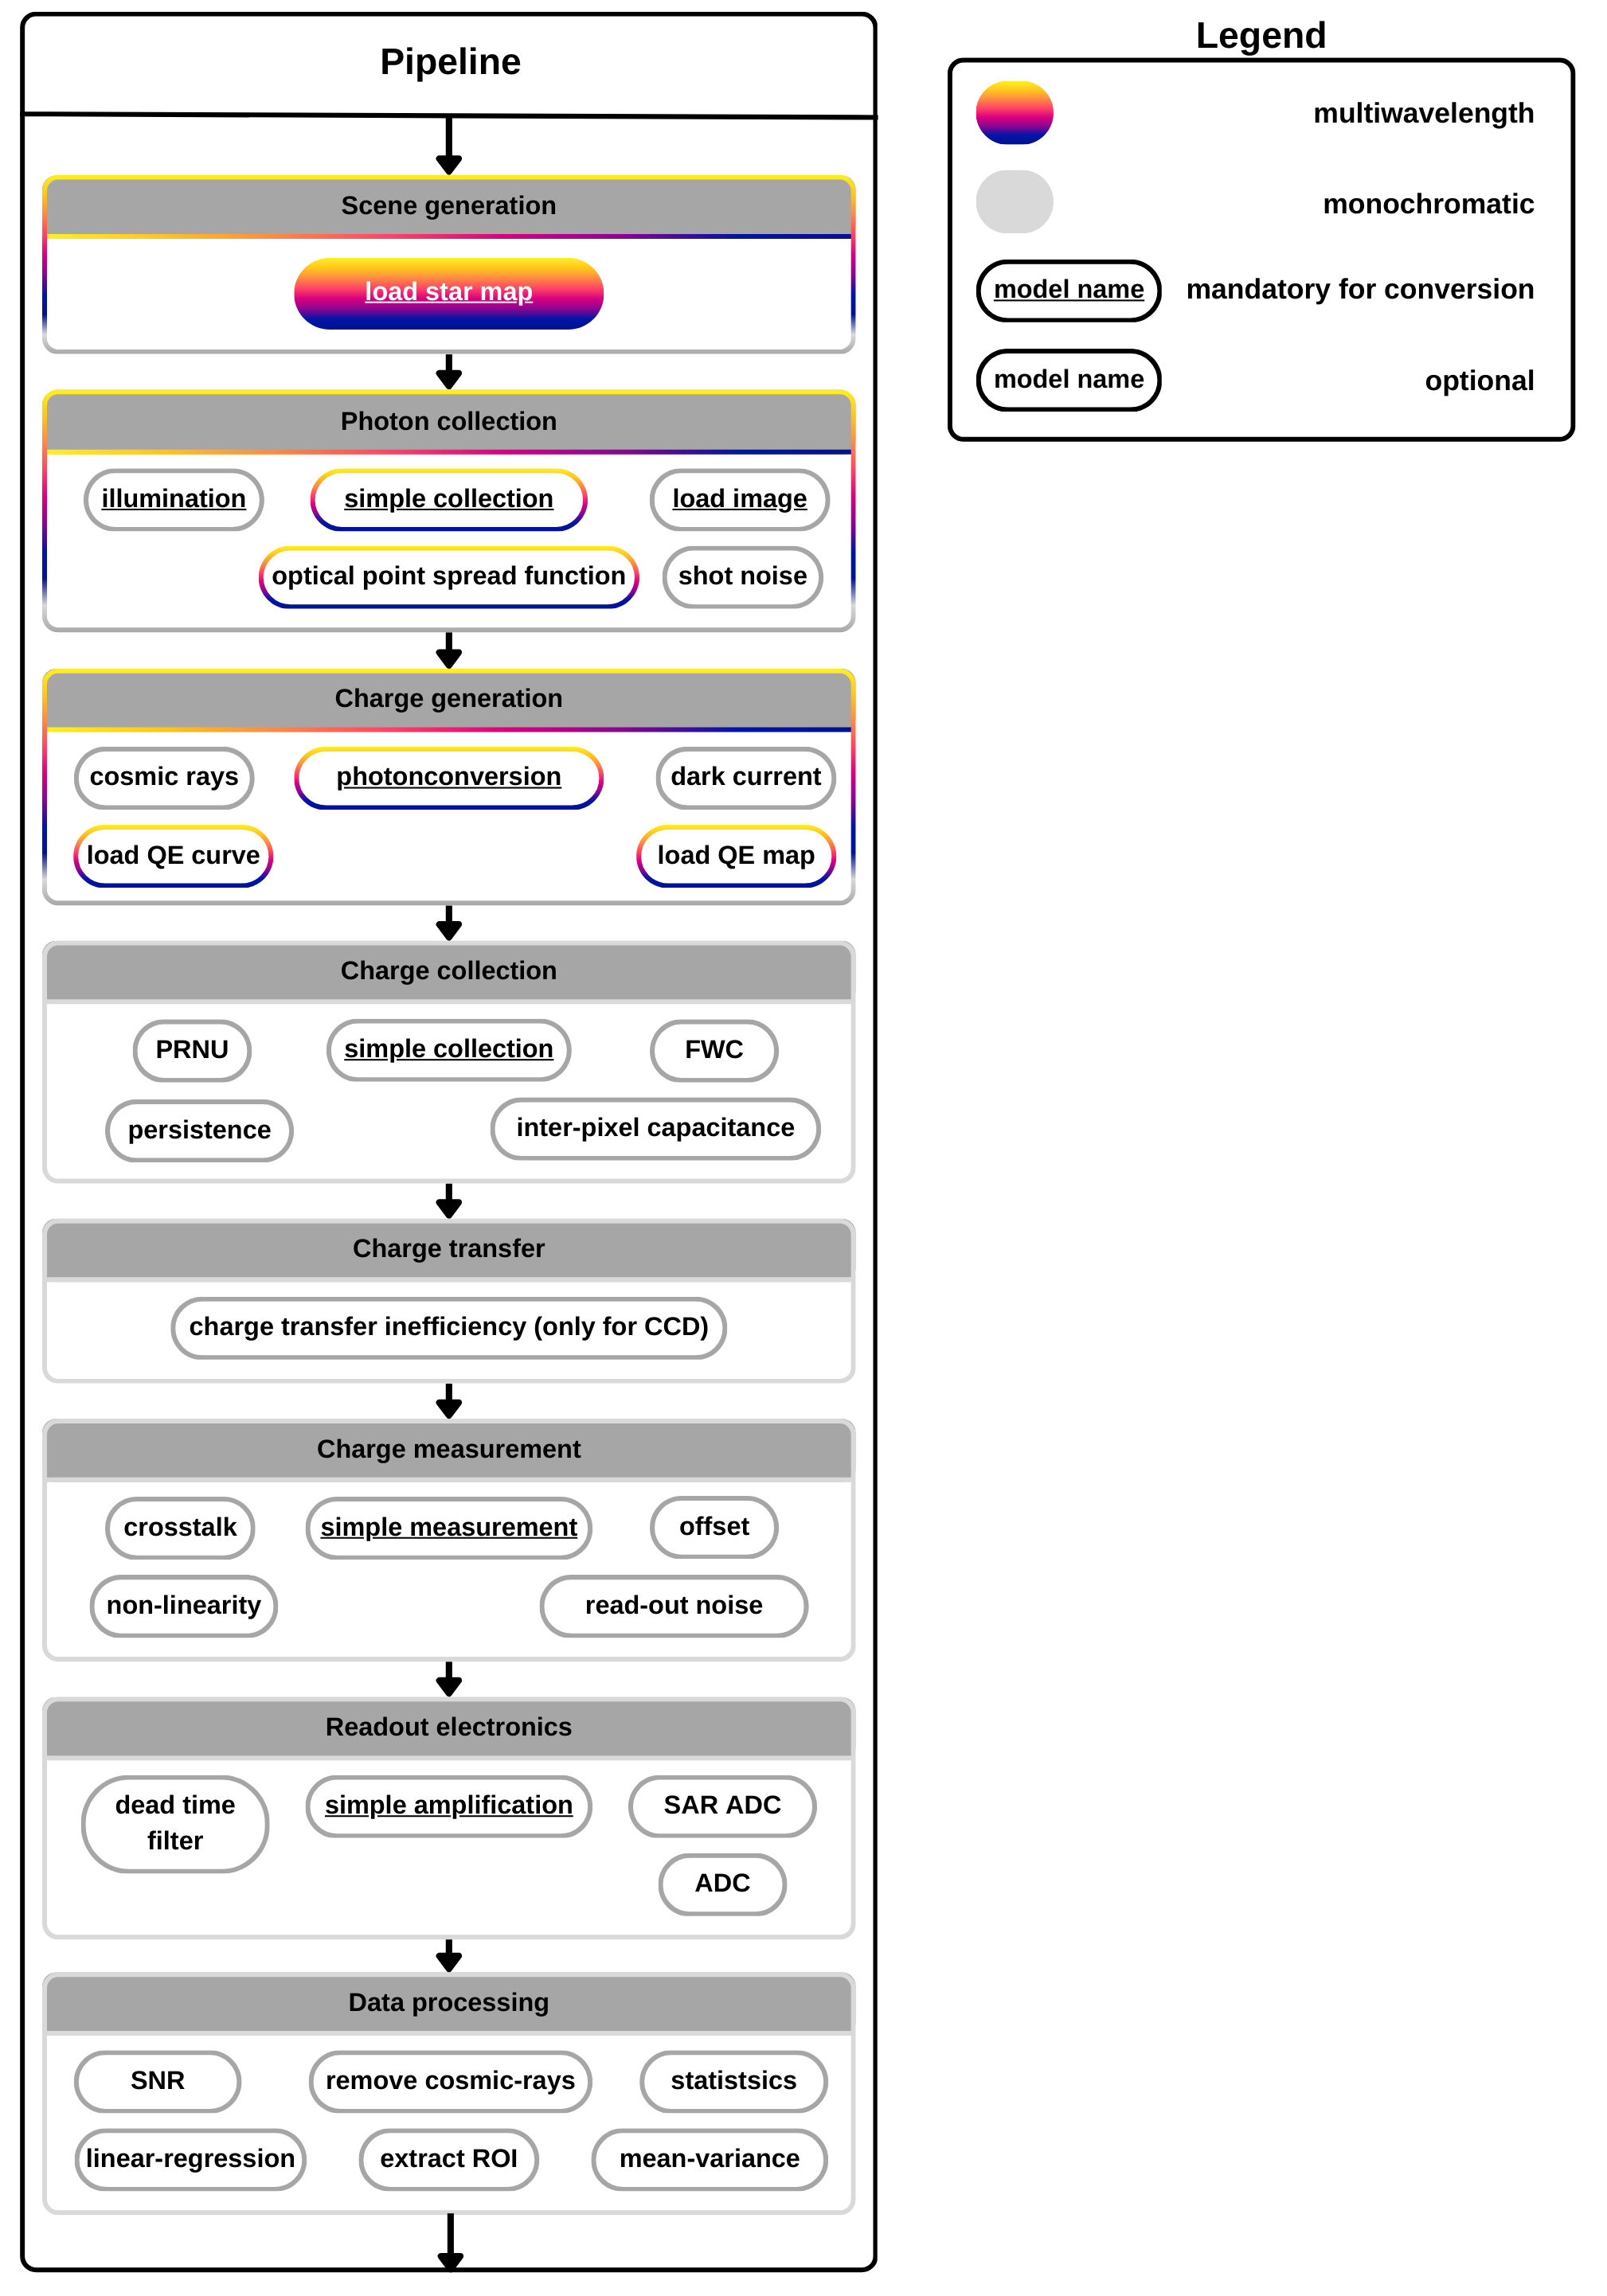 Pipeline
Scene generation
load star map
Photon collection
illumination
simple collection
load image
optical point spread function
shot noise
Charge generation
cosmic rays
photonconversion
dark current
load QE curve
load QE map
Charge collection
PRNU
simple collection
FWC
persistence
inter-pixel capacitance
Charge transfer
charge transfer inefficiency (only for CCD)
Charge measurement
crosstalk
simple measurement
offset
non-linearity
read-out noise
Readout electronics
dead time
filter
simple amplification
SAR ADC
ADC
Data processing
SNR
remove cosmic-rays
statistsics
linear-regression
extract ROI
mean-variance
Legend
multiwavelength
monochromatic
model name
mandatory for conversion
model name
optional